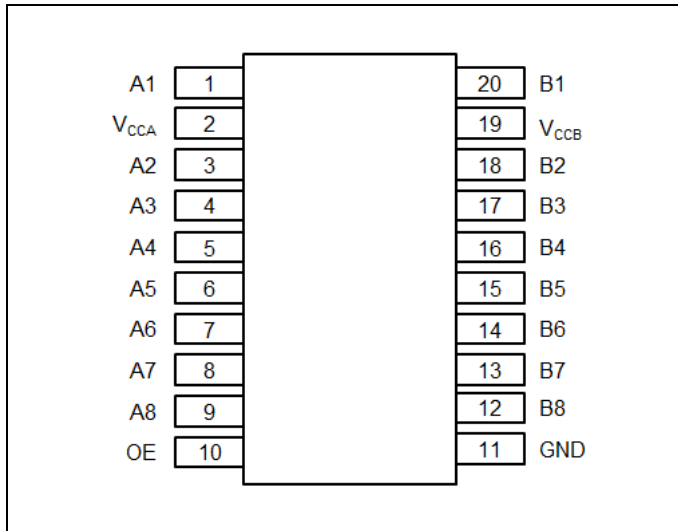 A1 1 20 B1
VCCA 2 19 VCCB
A2 3 18 B2
A3 4 17 B3
A4 5 16 B4
A5 6 15 B5
A6 7 14 B6
A7 8 13 B7
A8 9 12 B8
OE 10 11 GND